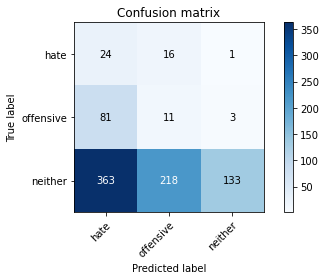 Confusion matrix
hate 24 16 1
offensive 81 11 3
neither 363 218 133
hate offensive neither
True label
Predicted label
350
300
250
200
150
100
50